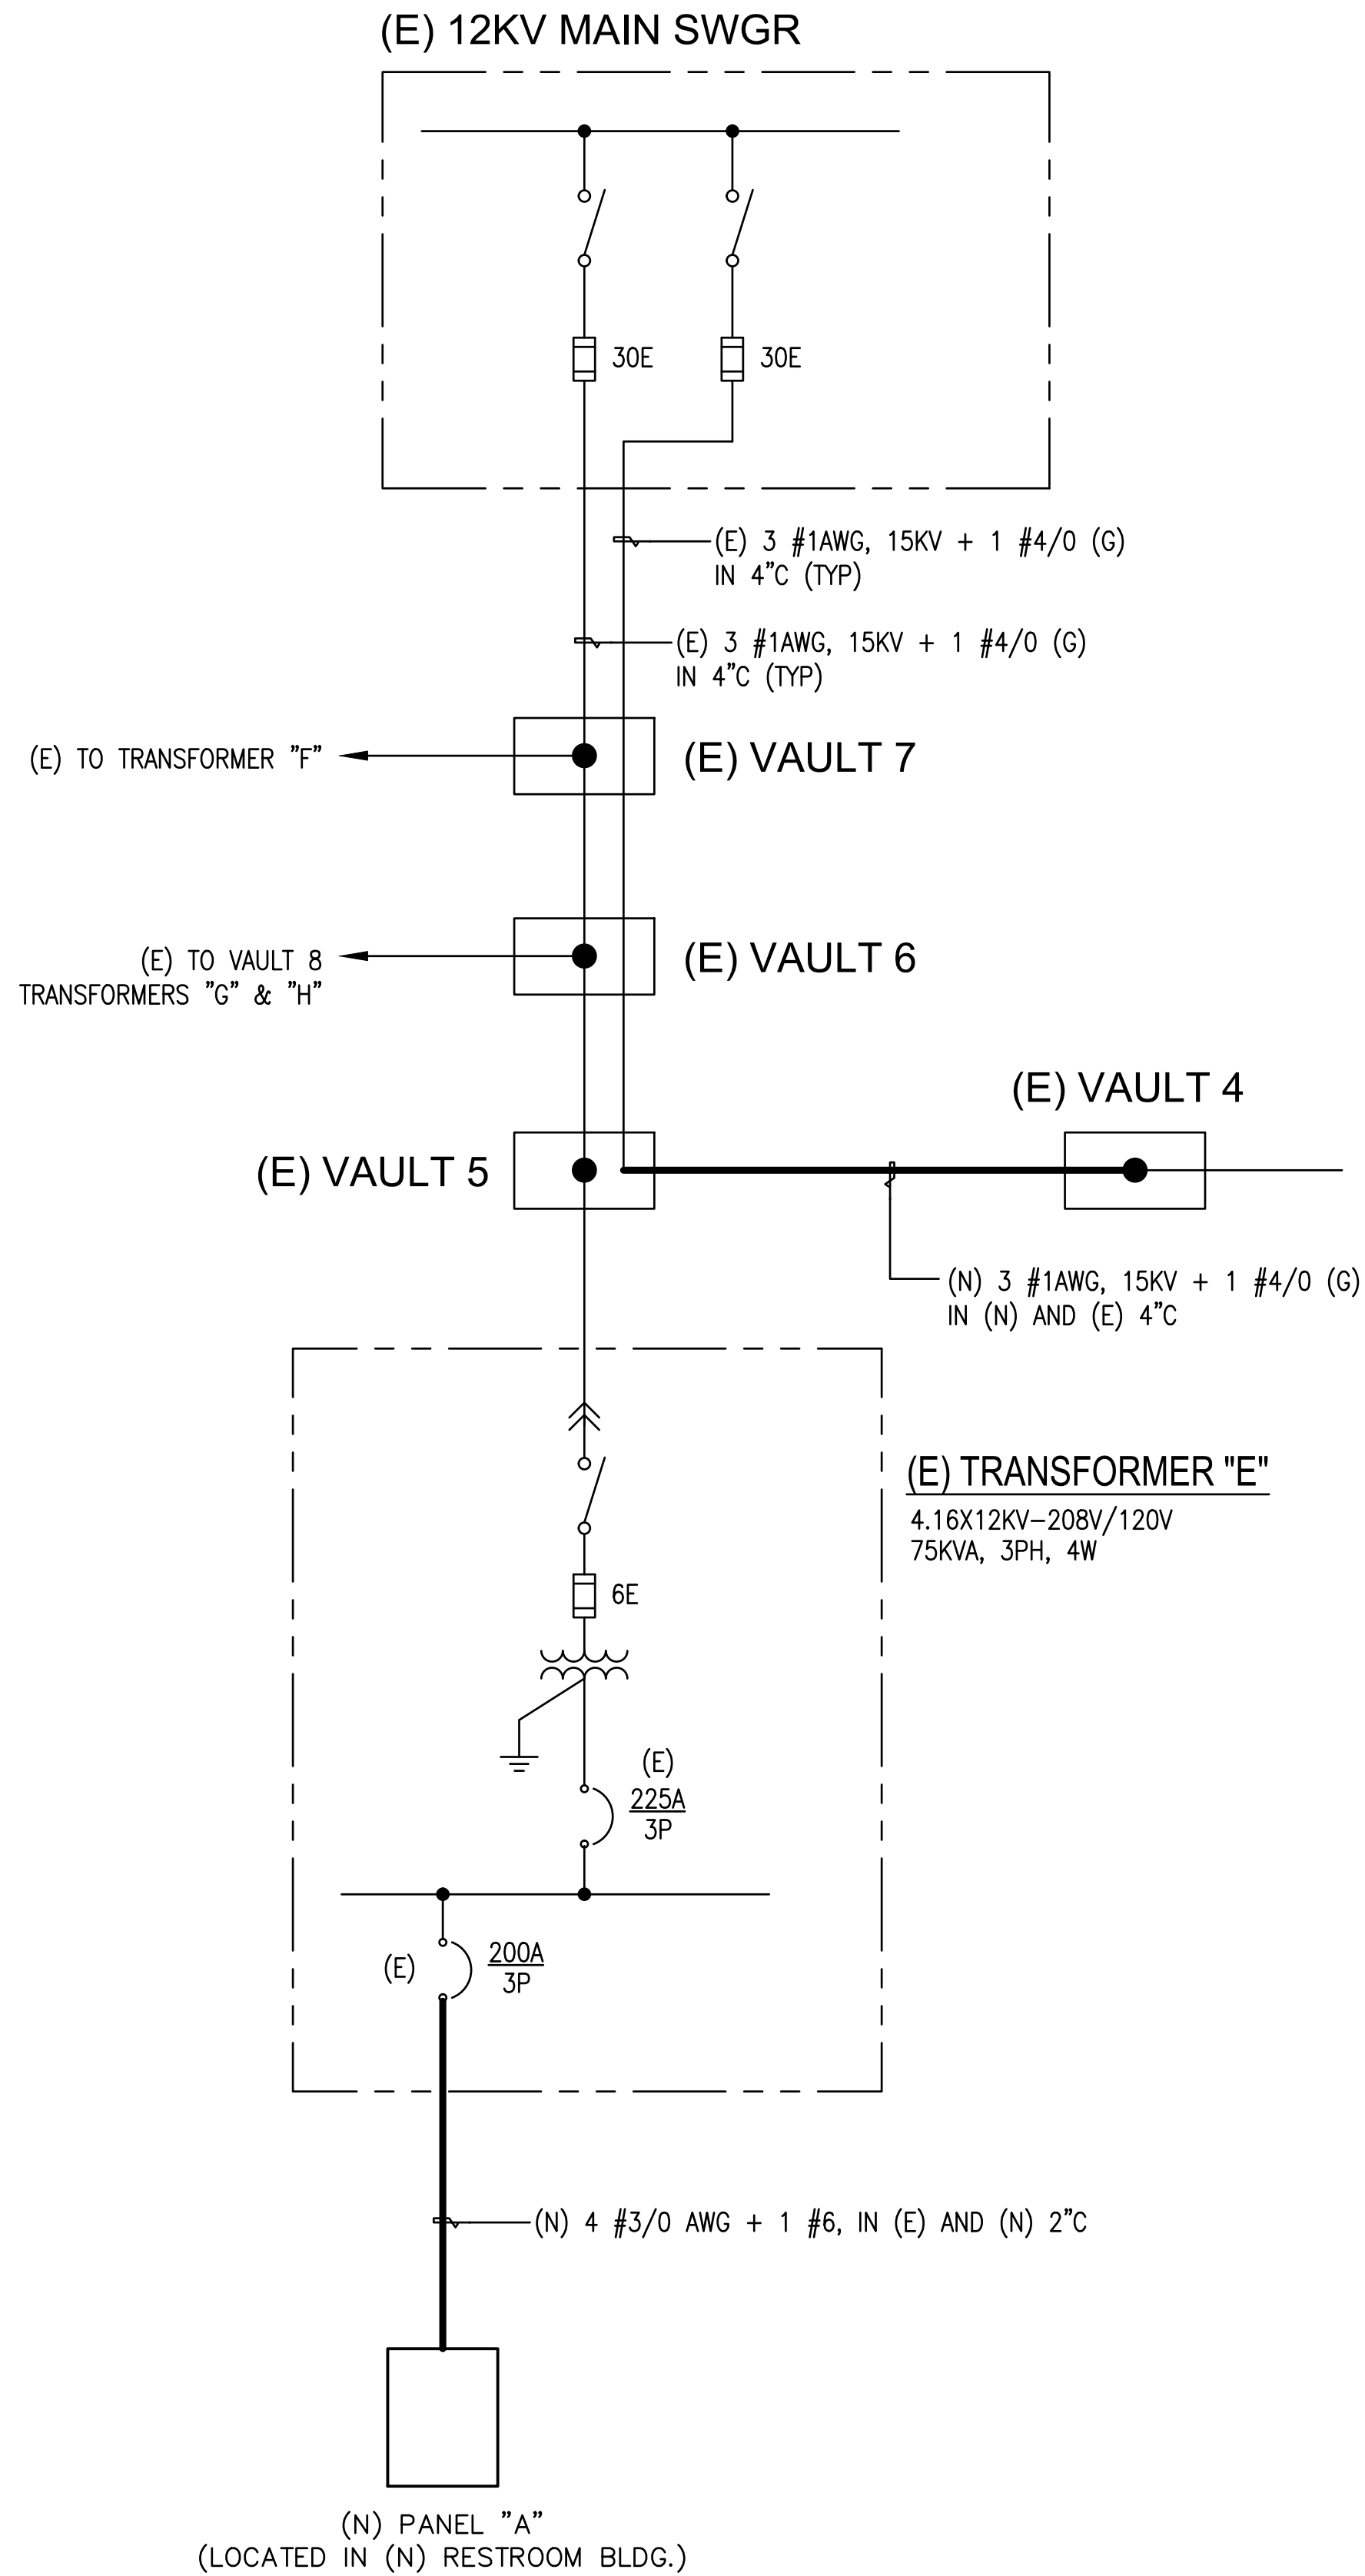 (E) 12KV MAIN SWGR
30E
30E
(E) 3 #1AWG, 15KV + 1 #4/0 (G)
IN 4"C (TYP)
(E) 3 #1AWG, 15KV + 1 #4/0 (G)
IN 4"C (TYP)
(E) TO TRANSFORMER "F"
(E) VAULT 7
(E) TO VAULT 8
TRANSFORMERS "G" & "H"
(E) VAULT 6
(E) VAULT 4
(E) VAULT 5
(N) 3 #1AWG, 15KV + 1 #4/0 (G)
IN (N) AND (E) 4"C
(E) TRANSFORMER "E"
4.16X12KV-208V/120V
75KVA, 3PH, 4W
6E
(E)
225A
3P
(E)
200A
3P
(N) 4 #3/0 AWG + 1 #6, IN (E) AND (N) 2"C
(N) PANEL "A"
(LOCATED IN (N) RESTROOM BLDG.)